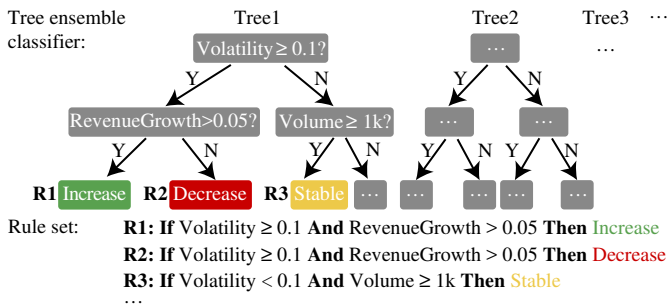 Tree ensemble Tree1 Tree2 Tree3 ⋯
classifier:
Volatility ≥ 0.1? ⋯ ⋯
Y N Y N
RevenueGrowth>0.05? Volume ≥ 1k? ⋯ ⋯
Y N Y N Y N Y N
R1 Increase R2 Decrease R3 Stable ⋯ ⋯ ⋯ ⋯ ⋯
Rule set: R1: If Volatility ≥ 0.1 And RevenueGrowth > 0.05 Then Increase
R2: If Volatility ≥ 0.1 And RevenueGrowth > 0.05 Then Decrease
R3: If Volatility < 0.1 And Volume ≥ 1k Then Stable
⋯